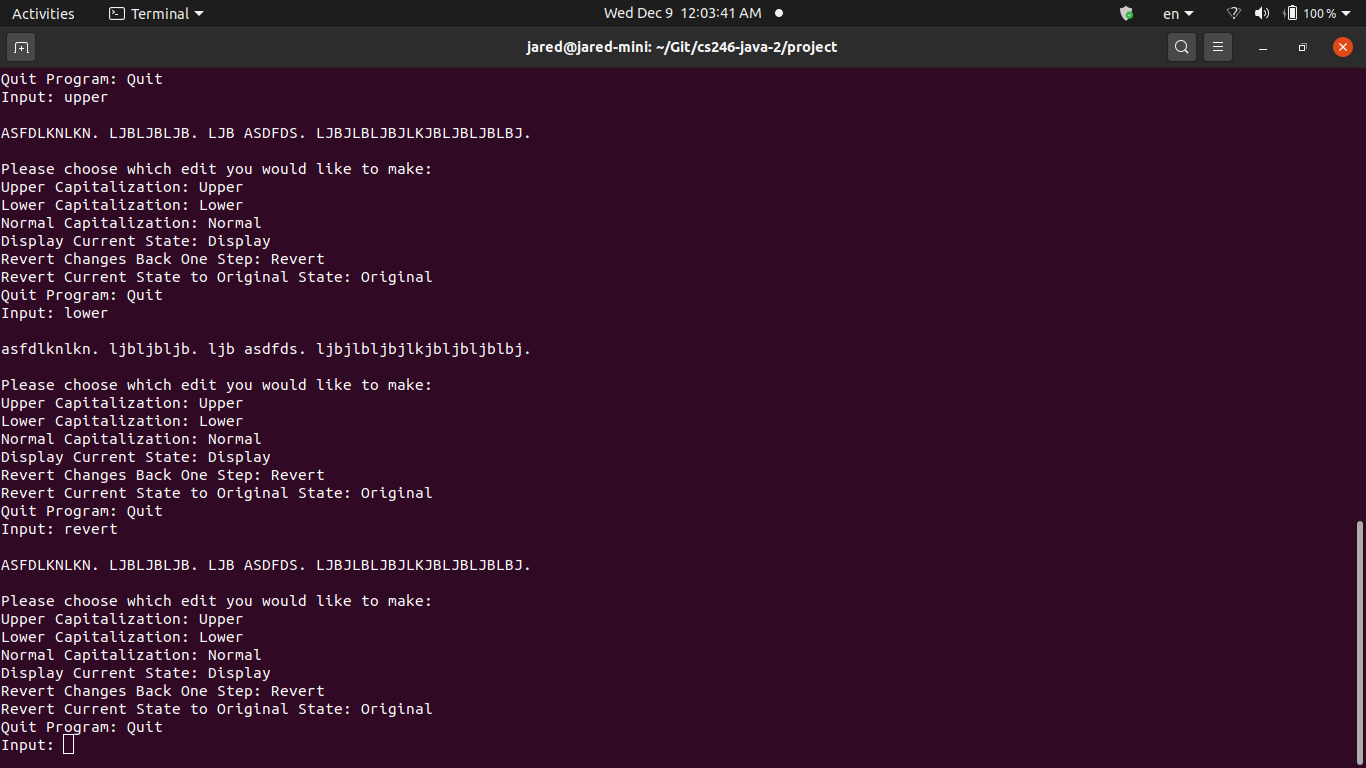 Activities
Terminal
Wed Dec 9 12:03:41 AM
en
100 %
jared@jared-mini: ~/Git/cs246-java-2/project
Quit Program: Quit
Input: upper
ASFDLKNLKN. LJBLJBLJB. LJB ASDFDS. LJBJLBLJBJLKJBLJBLJBLBJ.
Please choose which edit you would like to make:
Upper Capitalization: Upper
Lower Capitalization: Lower
Normal Capitalization: Normal
Display Current State: Display
Revert Changes Back One Step: Revert
Revert Current State to Original State: Original
Quit Program: Quit
Input: lower
asfdlknlkn. ljbljbljb. ljb asdfds. ljbjlbljbjlkjbljbljblbj.
Please choose which edit you would like to make:
Upper Capitalization: Upper
Lower Capitalization: Lower
Normal Capitalization: Normal
Display Current State: Display
Revert Changes Back One Step: Revert
Revert Current State to Original State: Original
Quit Program: Quit
Input: revert
ASFDLKNLKN. LJBLJBLJB. LJB ASDFDS. LJBJLBLJBJLKJBLJBLJBLBJ.
Please choose which edit you would like to make:
Upper Capitalization: Upper
Lower Capitalization: Lower
Normal Capitalization: Normal
Display Current State: Display
Revert Changes Back One Step: Revert
Revert Current State to Original State: Original
Quit Program: Quit
Input: